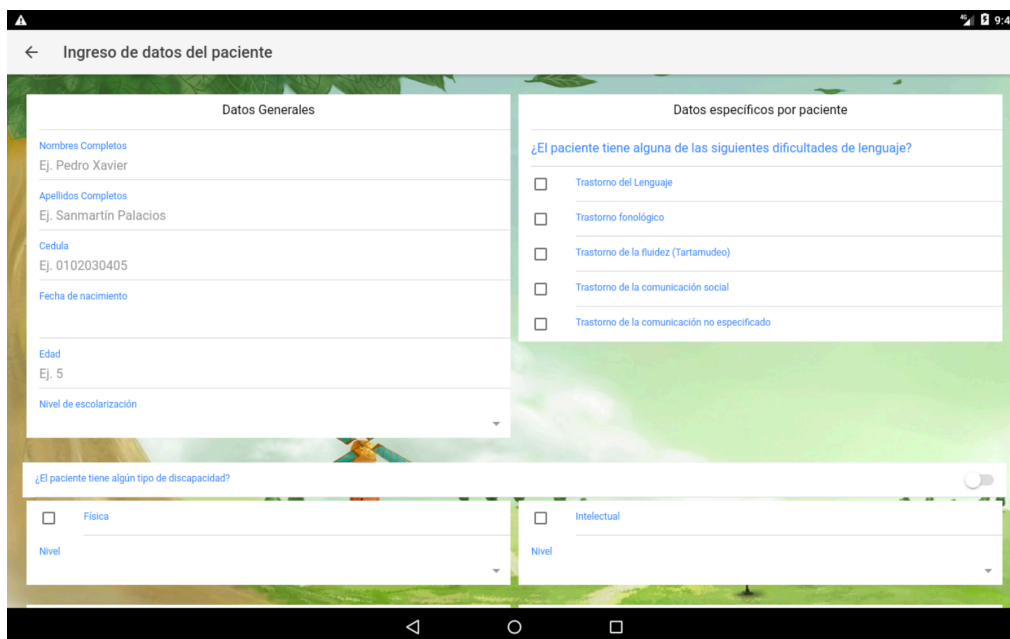 4G 9:4
Ingreso de datos del paciente
Datos Generales
Nombres Completos
Ej. Pedro Xavier
Apellidos Completos
Ej. Sanmartín Palacios
Cedula
Ej. 0102030405
Fecha de nacimiento
Edad
Ej. 5
Nivel de escolarización
Datos específicos por paciente
¿El paciente tiene alguna de las siguientes dificultades de lenguaje?
Trastorno del Lenguaje
Trastorno fonológico
Trastorno de la fluidez (Tartamudeo)
Trastorno de la comunicación social
Trastorno de la comunicación no especificado
¿El paciente tiene algún tipo de discapacidad?
Física
Nivel
Intelectual
Nivel